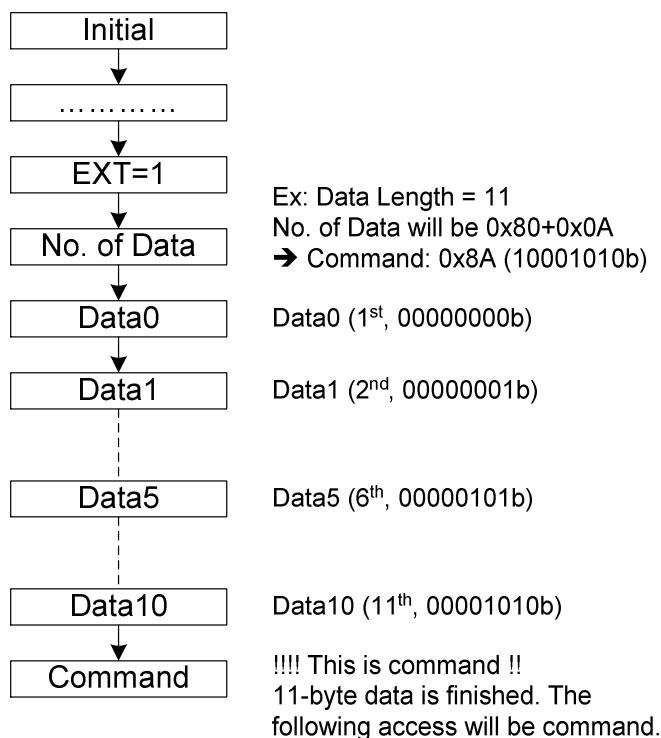 Initial
…………
EXT=1
Ex: Data Length = 11
No. of Data will be 0x80+0x0A
No. of Data
➔ Command: 0x8A (10001010b)
Data0
Data0 (1st, 00000000b)
Data1
Data1 (2nd, 00000001b)
Data5
Data5 (6th, 00000101b)
Data10
Data10 (11th, 00001010b)
Command
!!!! This is command !!
11-byte data is finished. The
following access will be command.